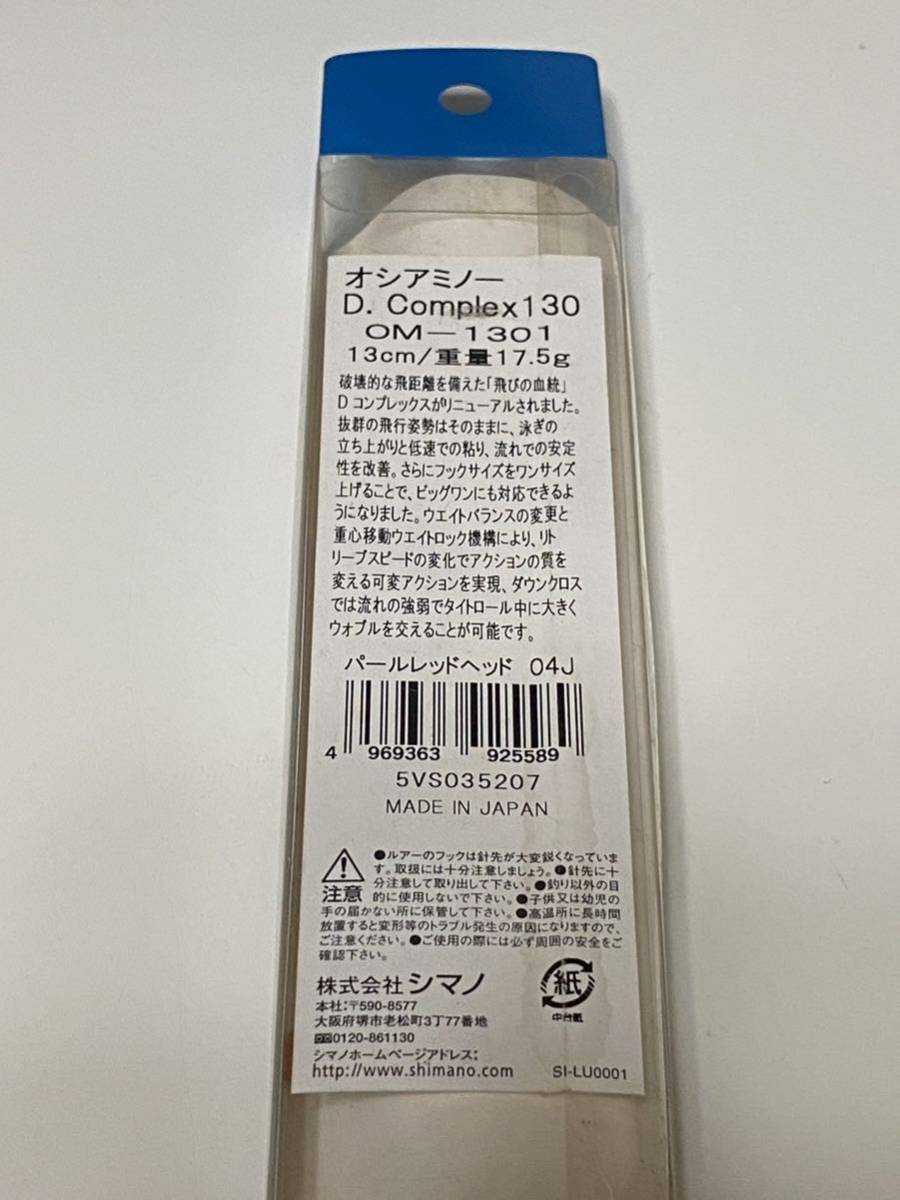 オシアミノー
D. Complex130
OM-1301
13cm/重量17.5g
破壊的な飛距離を備えた「飛びの血統」
D コンプレックスがリニューアルされました。
抜群の飛行姿勢はそのままに、泳ぎの
立ち上がりと低速での粘り、流れでの安定
性を改善。さらにフックサイズをワンサイズ
上げることで、ビッグワンにも対応できるよ
うになりました。ウエイトバランスの変更と
重心移動ウエイトロック機構により、リト
リーブスピードの変化でアクションの質を
変える可変アクションを実現、ダウンクロス
では流れの強弱でタイトロール中に大きく
ウォブルを交えることが可能です。
パールレッドヘッド 04J
4 969363 925589
5VS035207
MADE IN JAPAN
注意
●ルアーのフックは針先が大変鋭くなっていま
す。取扱には十分注意しましょう。●針先に十
分注意して取り出して下さい。●釣り以外の目
的に使用しないで下さい。●子供又は幼児の
手の届かない所に保管して下さい。●高温所に長時間
放置すると変形等のトラブル発生の原因になりますので、
ご注意ください。●ご使用の際には必ず周囲の安全をご
確認下さい。
株式会社 シマノ
本社:〒590-8577
大阪府堺市老松町3丁77番地
0120-861130
シマノホームページアドレス:
http://www.shimano.com
紙
中台紙
SI-LU0001